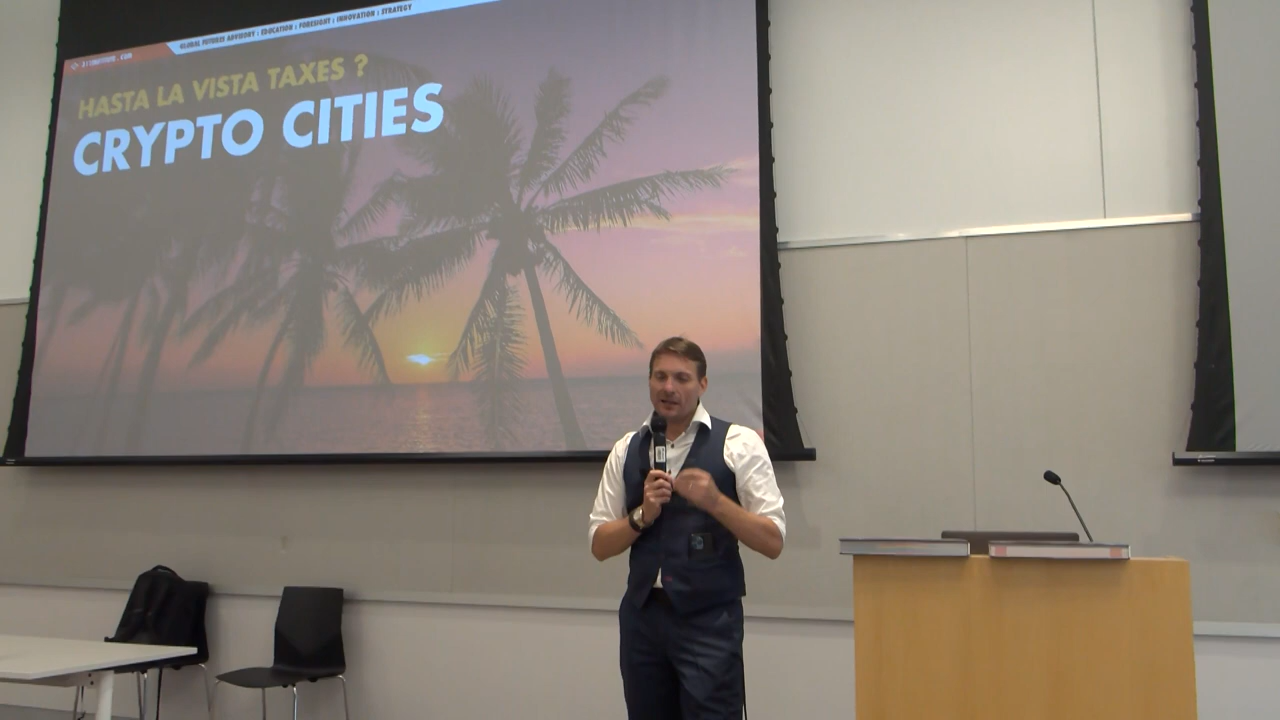 GLOBAL FUTURES ADVISORY : EDUCATION : FORESIGHT : INNOVATION : STRATEGY
HASTA LA VISTA TAXES ?
CRYPTO CITIES